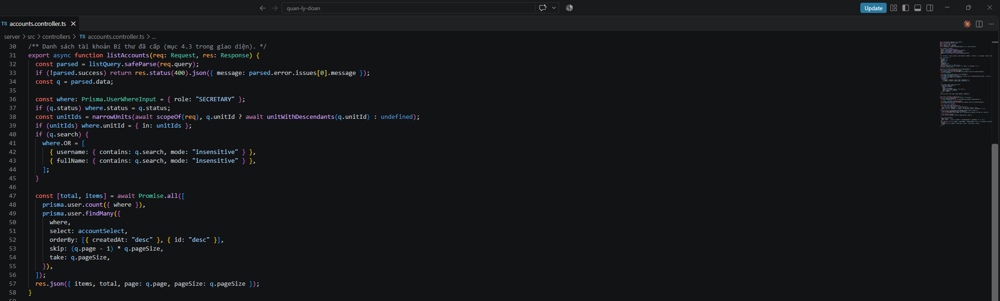 quan-ly-doan
Update
TS accounts.controller.ts
server > src > controllers > TS accounts.controller.ts > ...
30 /** Danh sách tài khoản Bí thư đã cấp (mục 4.3 trong giao diện). */
31 export async function listAccounts(req: Request, res: Response) {
32 const parsed = listQuery.safeParse(req.query);
33 if (!parsed.success) return res.status(400).json({ message: parsed.error.issues[0].message });
34 const q = parsed.data;
35
36 const where: Prisma.UserWhereInput = { role: "SECRETARY" };
37 if (q.status) where.status = q.status;
38 const unitIds = narrowUnits(await scopeOf(req), q.unitId ? await unitWithDescendants(q.unitId) : undefined);
39 if (unitIds) where.unitId = { in: unitIds };
40 if (q.search) {
41 where.OR = [
42 { username: { contains: q.search, mode: "insensitive" } },
43 { fullName: { contains: q.search, mode: "insensitive" } },
44 ];
45 }
46
47 const [total, items] = await Promise.all([
48 prisma.user.count({ where }),
49 prisma.user.findMany({
50 where,
51 select: accountSelect,
52 orderBy: [{ createdAt: "desc" }, { id: "desc" }],
53 skip: (q.page - 1) * q.pageSize,
54 take: q.pageSize,
55 }),
56 ]);
57 res.json({ items, total, page: q.page, pageSize: q.pageSize });
58 }